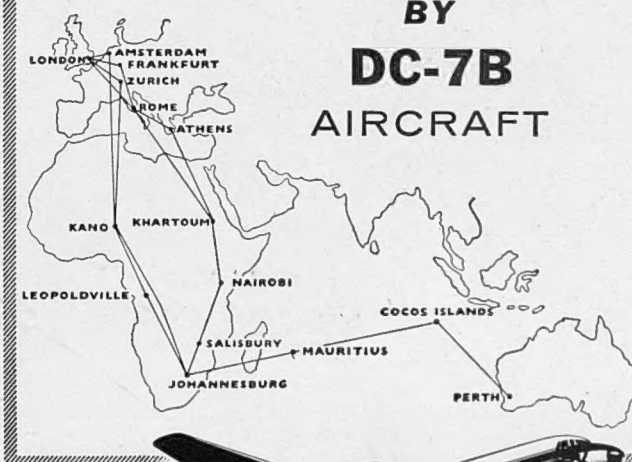 BY
DC-7B
AIRCRAFT
LONDON
AMSTERDAM
FRANKFURT
ZURICH
ROME
ATHENS
KANO
KHARTOUM
LEOPOLDVILLE
NAIROBI
COCOS ISLANDS
SALISBURY
MAURITIUS
JOHANNESBURG
PERTH